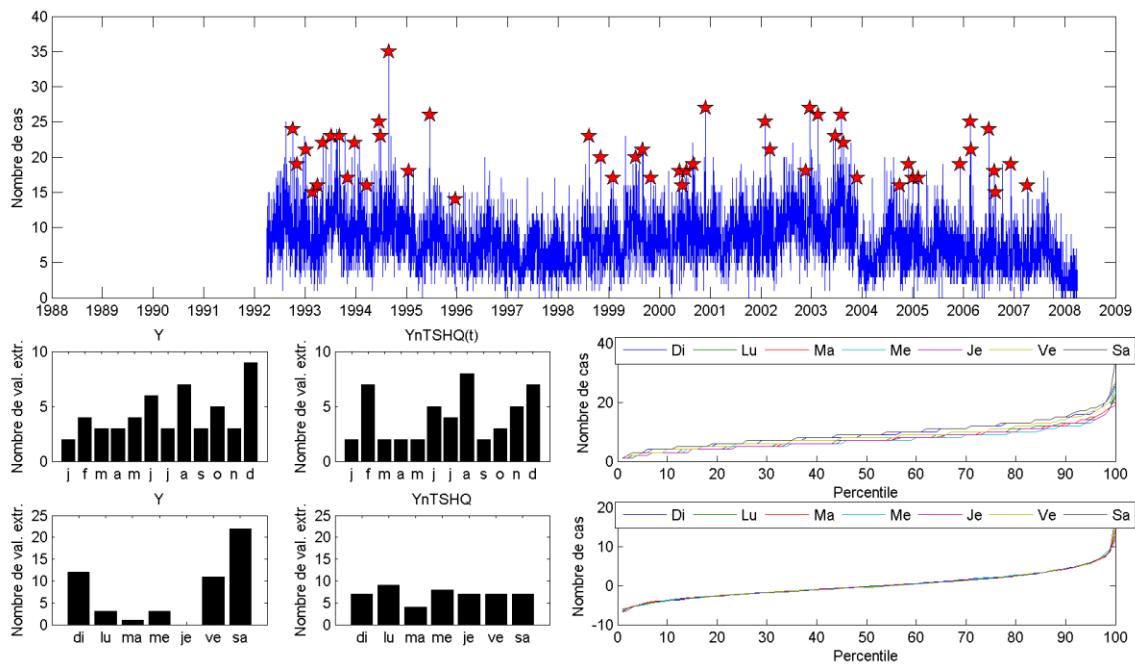 40
35
30
25
20
15
10
5
0
Nombre de cas
1988 1989 1990 1991 1992 1993 1994 1995 1996 1997 1998 1999 2000 2001 2002 2003 2004 2005 2006 2007 2008 2009
Y
10
5
0
Nombre de val. extr.
j f m a m j j a s o n d
YnTSHQ(t)
10
5
0
Nombre de val. extr.
j f m a m j j a s o n d
40
20
0
Nombre de cas
Di Lu Ma Me Je Ve Sa
0 10 20 30 40 50 60 70 80 90 100
Percentile
Y
25
20
15
10
5
0
Nombre de val. extr.
di lu ma me je ve sa
YnTSHQ
25
20
15
10
5
0
Nombre de val. extr.
di lu ma me je ve sa
20
10
0
-10
Nombre de cas
Di Lu Ma Me Je Ve Sa
0 10 20 30 40 50 60 70 80 90 100
Percentile